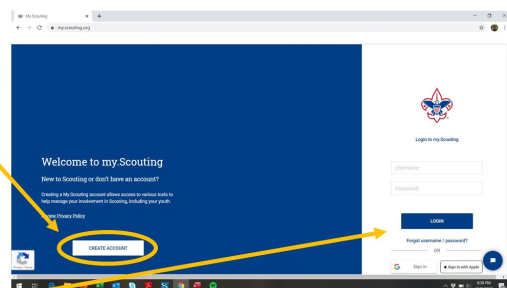 My Scouting
my.scouting.org
Welcome to my.Scouting
New to Scouting or don't have an account?
Creating a My.Scouting account allows access to various tools to
help manage your involvement in Scouting, including your youth.
Review Privacy Policy
CREATE ACCOUNT
Login to my.Scouting
Username
Password
LOGIN
Forgot username / password?
OR
Sign in
Sign in with Apple
Privacy - Terms